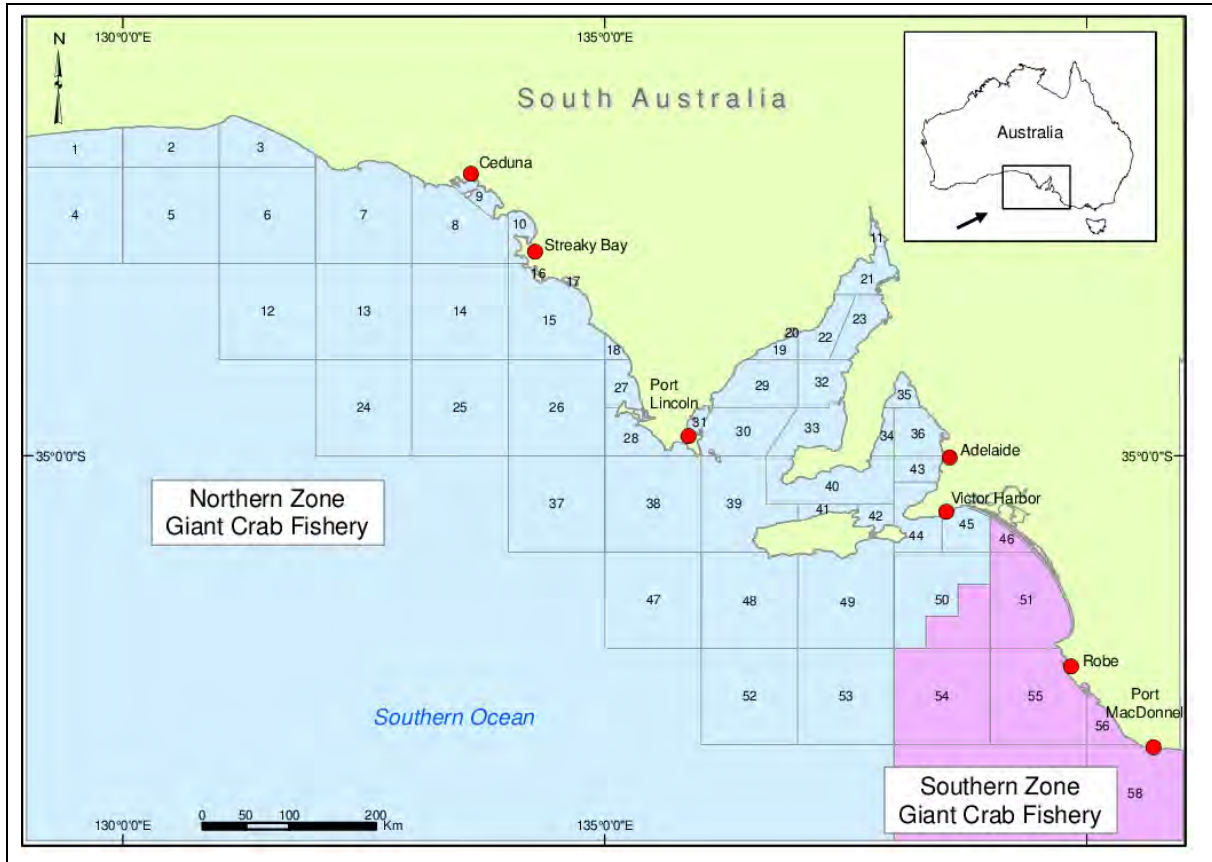 N
130°0'0"E
135°0'0"E
South Australia
Australia
1
2
3
Ceduna
4
5
6
7
8
9
10
Streaky Bay
11
16
17
21
12
13
14
15
23
20
22
18
19
24
25
26
27
Port
Lincoln
29
32
35
31
28
30
33
34
36
35°0'0"S
35°0'0"S
Adelaide
43
Northern Zone
Giant Crab Fishery
37
38
39
40
Victor Harbor
41
42
44
45
46
47
48
49
50
51
Robe
52
53
54
55
Port
MacDonnel
56
Southern Ocean
Southern Zone
Giant Crab Fishery
58
0
50
100
200
Km
130°0'0"E
135°0'0"E